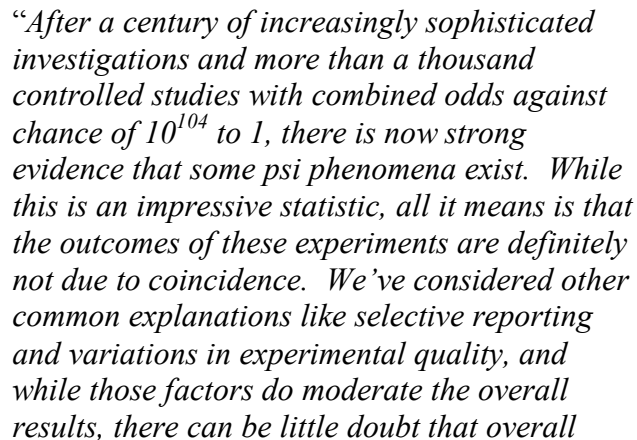 “After a century of increasingly sophisticated
investigations and more than a thousand
controlled studies with combined odds against
chance of 10^104 to 1, there is now strong
evidence that some psi phenomena exist.  While
this is an impressive statistic, all it means is that
the outcomes of these experiments are definitely
not due to coincidence.  We’ve considered other
common explanations like selective reporting
and variations in experimental quality, and
while those factors do moderate the overall
results, there can be little doubt that overall